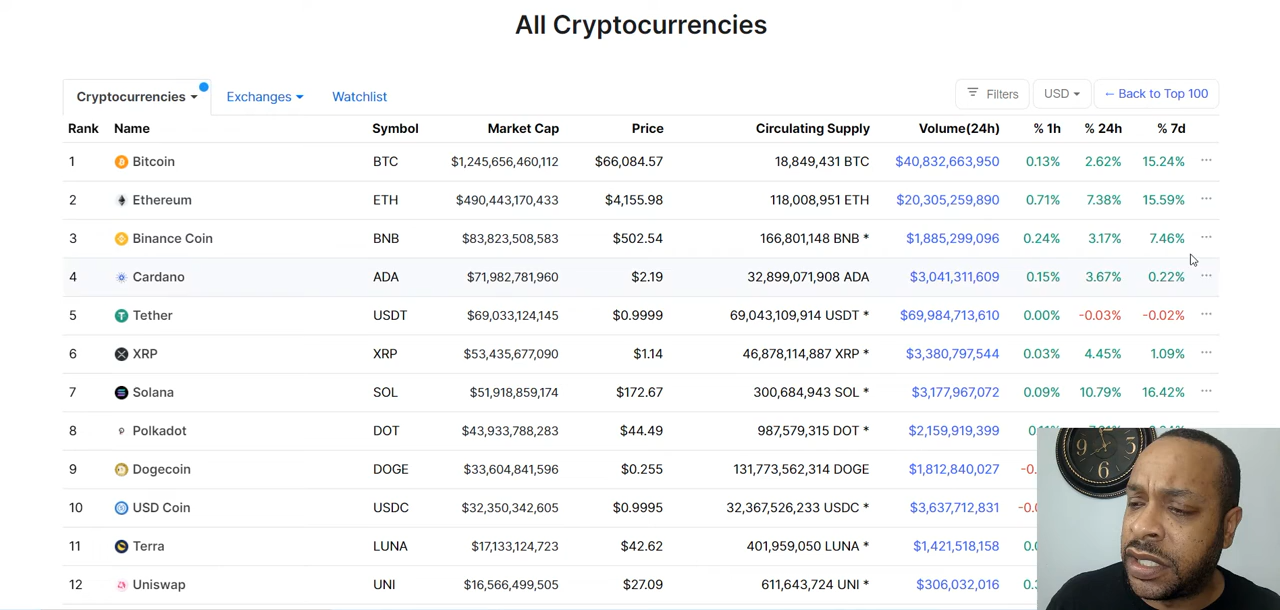 All Cryptocurrencies
Cryptocurrencies Exchanges Watchlist Filters USD ← Back to Top 100
Rank Name Symbol Market Cap Price Circulating Supply Volume(24h) % 1h % 24h % 7d
1 Bitcoin BTC $1,245,656,460,112 $66,084.57 18,849,431 BTC $40,832,663,950 0.13% 2.62% 15.24%
2 Ethereum ETH $490,443,170,433 $4,155.98 118,008,951 ETH $20,305,259,890 0.71% 7.38% 15.59%
3 Binance Coin BNB $83,823,508,583 $502.54 166,801,148 BNB * $1,885,299,096 0.24% 3.17% 7.46%
4 Cardano ADA $71,982,781,960 $2.19 32,899,071,908 ADA $3,041,311,609 0.15% 3.67% 0.22%
5 Tether USDT $69,033,124,145 $0.9999 69,043,109,914 USDT * $69,984,713,610 0.00% -0.03% -0.02%
6 XRP XRP $53,435,677,090 $1.14 46,878,114,887 XRP * $3,380,797,544 0.03% 4.45% 1.09%
7 Solana SOL $51,918,859,174 $172.67 300,684,943 SOL * $3,177,967,072 0.09% 10.79% 16.42%
8 Polkadot DOT $43,933,788,283 $44.49 987,579,315 DOT * $2,159,919,399
9 Dogecoin DOGE $33,604,841,596 $0.255 131,773,562,314 DOGE $1,812,840,027
10 USD Coin USDC $32,350,342,605 $0.9995 32,367,526,233 USDC * $3,637,712,831
11 Terra LUNA $17,133,124,723 $42.62 401,959,050 LUNA * $1,421,518,158
12 Uniswap UNI $16,566,499,505 $27.09 611,643,724 UNI * $306,032,016